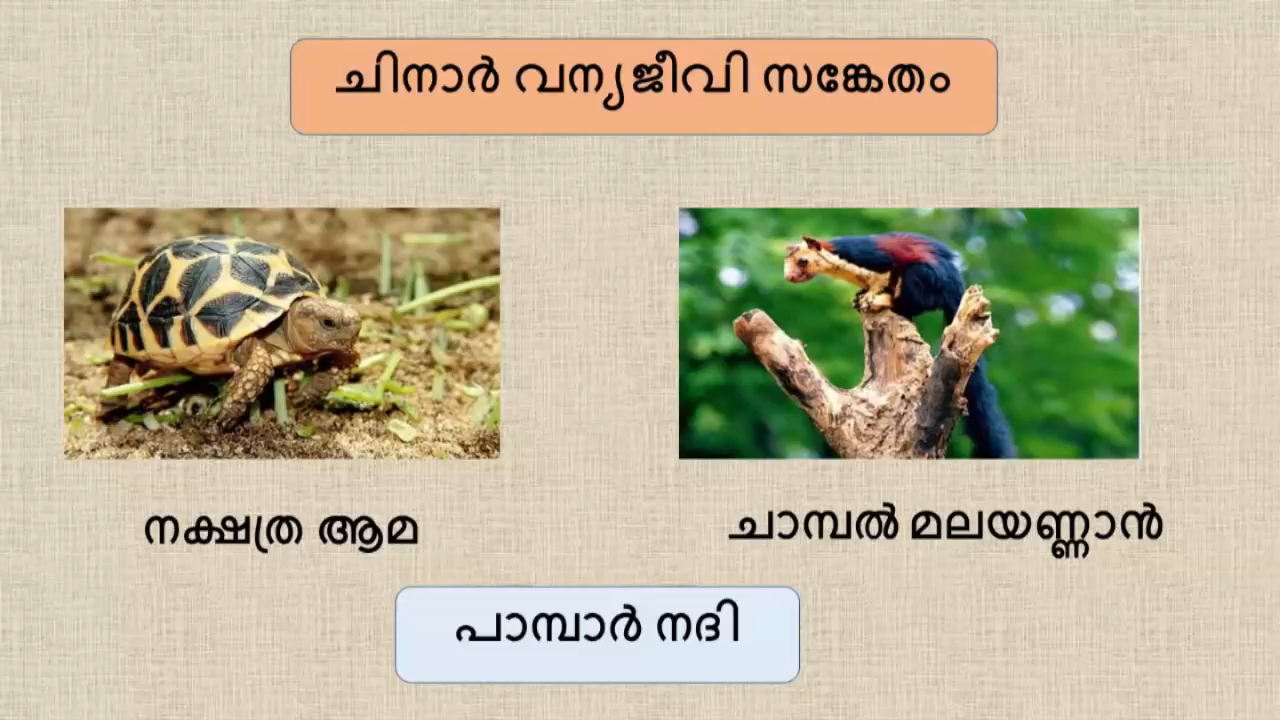 ചിനാർ വന്യജീവി സങ്കേതം
നക്ഷത്ര ആമ
ചാമ്പൽ മലയണ്ണാൻ
പാമ്പാർ നദി